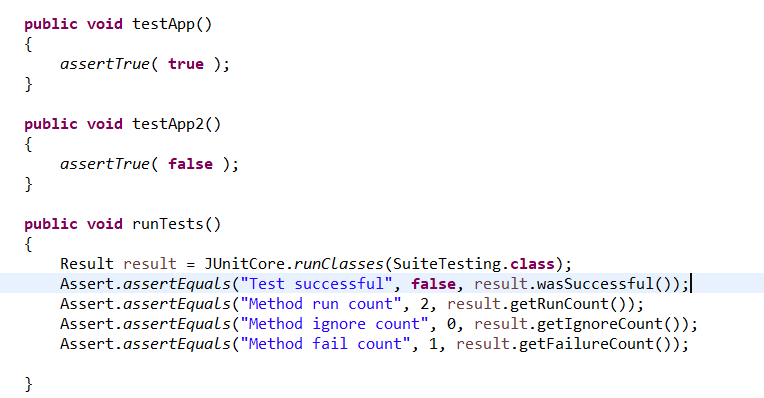 public void testApp()
{
assertTrue( true );
}
public void testApp2()
{
assertTrue( false );
}
public void runTests()
{
Result result = JUnitCore.runClasses(SuiteTesting.class);
Assert.assertEquals("Test successful", false, result.wasSuccessful());
Assert.assertEquals("Method run count", 2, result.getRunCount());
Assert.assertEquals("Method ignore count", 0, result.getIgnoreCount());
Assert.assertEquals("Method fail count", 1, result.getFailureCount());
}